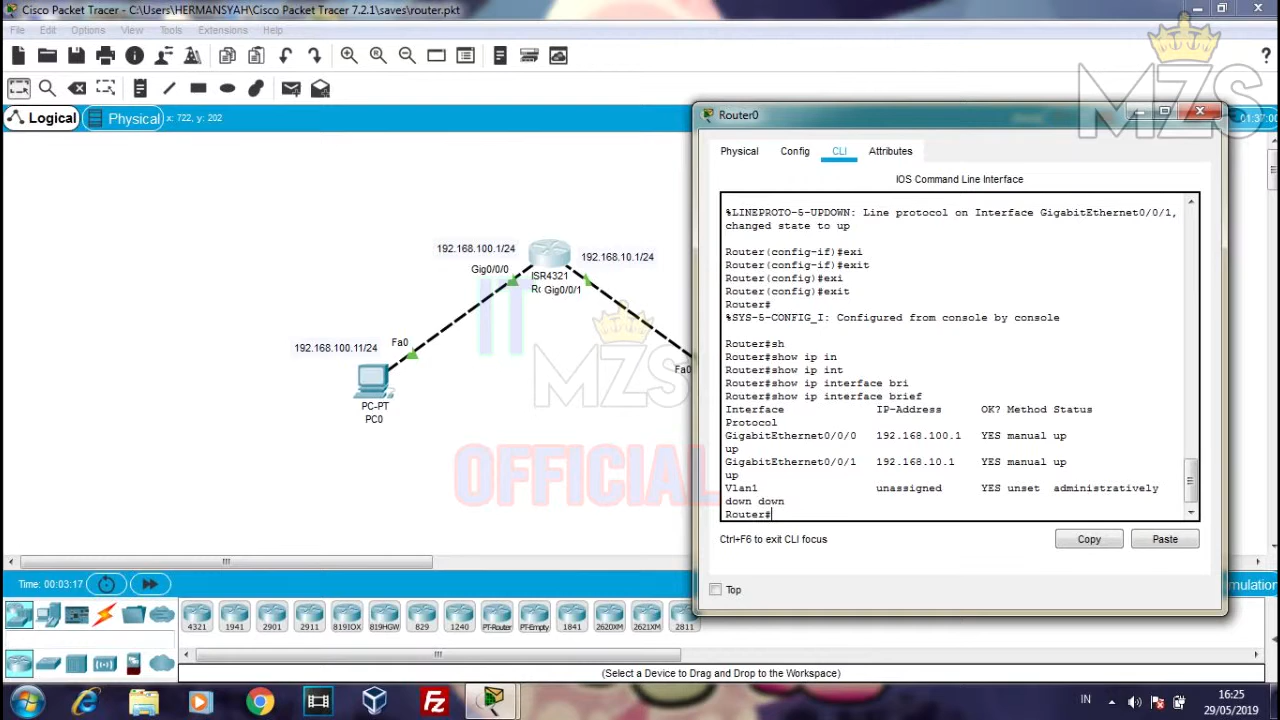 Cisco Packet Tracer - C:\Users\HERMANSYAH\Cisco Packet Tracer 7.2.1\saves\router.pkt
File Edit Options View Tools Extensions Help
Logical Physical x: 722, y: 202
01:37:00
MZS
Router0
Physical Config CLI Attributes
IOS Command Line Interface
%LINEPROTO-5-UPDOWN: Line protocol on Interface GigabitEthernet0/0/1,
changed state to up
Router(config-if)#exi
Router(config-if)#exit
Router(config)#exi
Router(config)#exit
Router#
%SYS-5-CONFIG_I: Configured from console by console
Router#sh
Router#show ip in
Router#show ip int
Router#show ip interface bri
Router#show ip interface brief
Interface IP-Address OK? Method Status
Protocol
GigabitEthernet0/0/0 192.168.100.1 YES manual up
up
GigabitEthernet0/0/1 192.168.10.1 YES manual up
up
Vlan1 unassigned YES unset administratively
down down
Router#
Ctrl+F6 to exit CLI focus
Copy Paste
Top
192.168.100.1/24
192.168.10.1/24
Gig0/0/0
ISR4321
Gig0/0/1
Fa0
192.168.100.11/24
Fa0
PC-PT
PC0
IT
MZS
OFFICIAL
Time: 00:03:17
4321 1941 2901 2911 819IOX 819HGW 829 1240 PT-Router PT-Empty 1841 2620XM 2621XM 2811
(Select a Device to Drag and Drop to the Workspace)
IN
16:25
29/05/2019